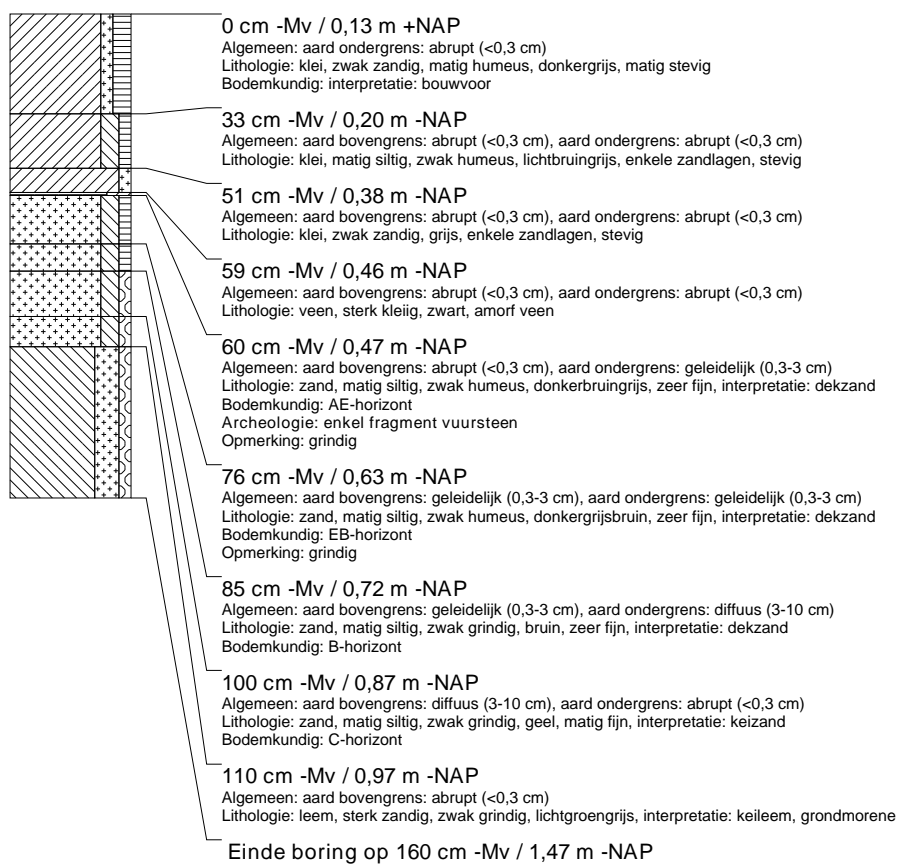 0 cm -Mv / 0,13 m +NAP
Algemeen: aard ondergrens: abrupt (<0,3 cm)
Lithologie: klei, zwak zandig, matig humeus, donkergrijs, matig stevig
Bodemkundig: interpretatie: bouwvoor
33 cm -Mv / 0,20 m -NAP
Algemeen: aard bovengrens: abrupt (<0,3 cm), aard ondergrens: abrupt (<0,3 cm)
Lithologie: klei, matig siltig, zwak humeus, lichtbruingrijs, enkele zandlagen, stevig
51 cm -Mv / 0,38 m -NAP
Algemeen: aard bovengrens: abrupt (<0,3 cm), aard ondergrens: abrupt (<0,3 cm)
Lithologie: klei, zwak zandig, grijs, enkele zandlagen, stevig
59 cm -Mv / 0,46 m -NAP
Algemeen: aard bovengrens: abrupt (<0,3 cm), aard ondergrens: abrupt (<0,3 cm)
Lithologie: veen, sterk kleiig, zwart, amorf veen
60 cm -Mv / 0,47 m -NAP
Algemeen: aard bovengrens: abrupt (<0,3 cm), aard ondergrens: geleidelijk (0,3-3 cm)
Lithologie: zand, matig siltig, zwak humeus, donkerbruingrijs, zeer fijn, interpretatie: dekzand
Bodemkundig: AE-horizont
Archeologie: enkel fragment vuursteen
Opmerking: grindig
76 cm -Mv / 0,63 m -NAP
Algemeen: aard bovengrens: geleidelijk (0,3-3 cm), aard ondergrens: geleidelijk (0,3-3 cm)
Lithologie: zand, matig siltig, zwak humeus, donkergrijsbruin, zeer fijn, interpretatie: dekzand
Bodemkundig: EB-horizont
Opmerking: grindig
85 cm -Mv / 0,72 m -NAP
Algemeen: aard bovengrens: geleidelijk (0,3-3 cm), aard ondergrens: diffuus (3-10 cm)
Lithologie: zand, matig siltig, zwak grindig, bruin, zeer fijn, interpretatie: dekzand
Bodemkundig: B-horizont
100 cm -Mv / 0,87 m -NAP
Algemeen: aard bovengrens: diffuus (3-10 cm), aard ondergrens: abrupt (<0,3 cm)
Lithologie: zand, matig siltig, zwak grindig, geel, matig fijn, interpretatie: keizand
Bodemkundig: C-horizont
110 cm -Mv / 0,97 m -NAP
Algemeen: aard bovengrens: abrupt (<0,3 cm)
Lithologie: leem, sterk zandig, zwak grindig, lichtgroengrijs, interpretatie: keileem, grondmorene
Einde boring op 160 cm -Mv / 1,47 m -NAP